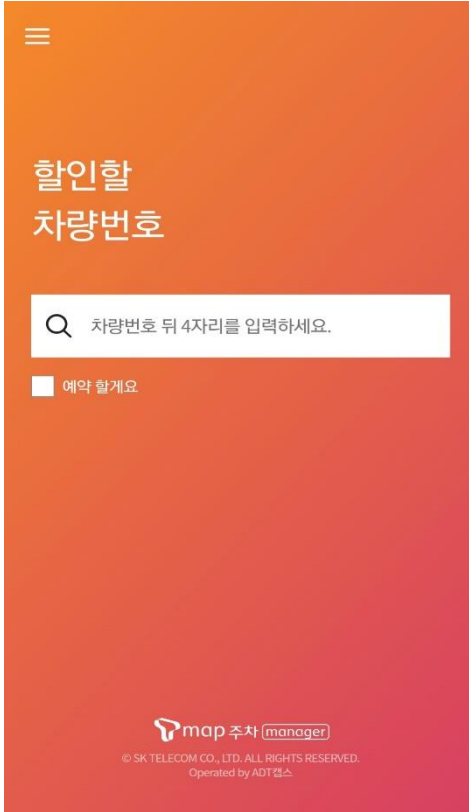 할인할
차량번호
차량번호 뒤 4자리를 입력하세요.
예약 할게요
map 주차 manager
© SK TELECOM CO., LTD. ALL RIGHTS RESERVED.
Operated by ADT캡스